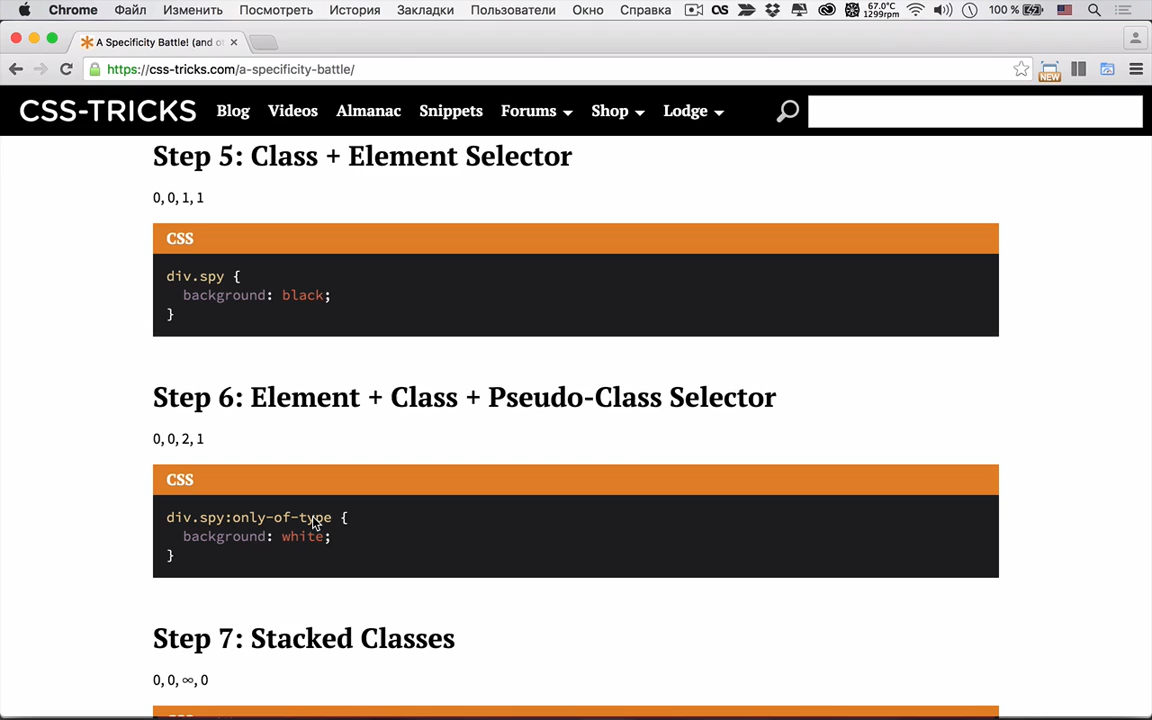 Chrome Файл Изменить Посмотреть История Закладки Пользователи Окно Справка 67.0°C 1299rpm 100 %
A Specificity Battle! (and o
https://css-tricks.com/a-specificity-battle/
NEW
CSS-TRICKS Blog Videos Almanac Snippets Forums Shop Lodge
Step 5: Class + Element Selector
0, 0, 1, 1
CSS
div.spy {
background: black;
}
Step 6: Element + Class + Pseudo-Class Selector
0, 0, 2, 1
CSS
div.spy:only-of-type {
background: white;
}
Step 7: Stacked Classes
0, 0, ∞, 0